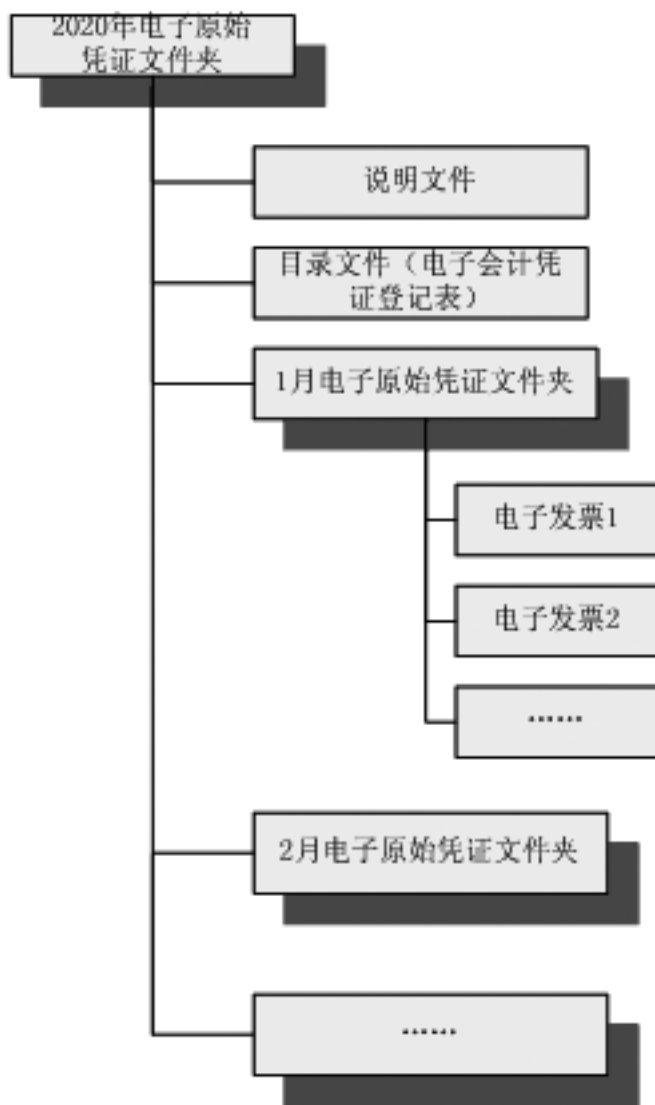 2020年电子原始
凭证文件夹
说明文件
目录文件（电子会计凭
证登记表）
1月电子原始凭证文件夹
电子发票1
电子发票2
……
2月电子原始凭证文件夹
……